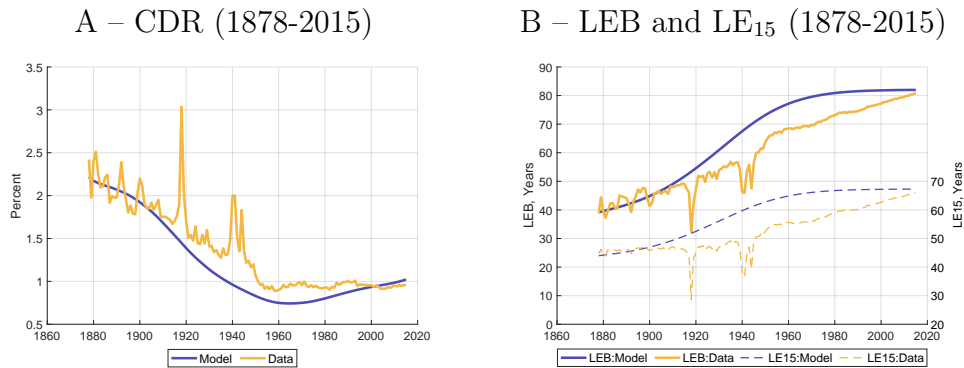 A – CDR (1878-2015)
3.5
3
2.5
2
1.5
1
0.5
Percent
1860 1880 1900 1920 1940 1960 1980 2000 2020
Model Data
B – LEB and LE15 (1878-2015)
90
80
70
60
50
40
30
20
10
0
LEB, Years
70
60
50
40
30
20
LE15, Years
1860 1880 1900 1920 1940 1960 1980 2000 2020
LEB:Model LEB:Data LE15:Model LE15:Data